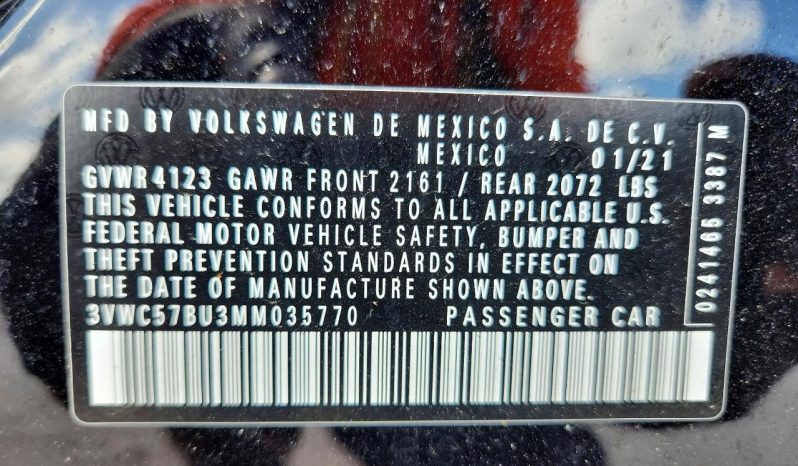 MFD BY VOLKSWAGEN DE MEXICO S.A. DE C.V.
MEXICO 01/21
GVWR 4123 GAWR FRONT 2161 / REAR 2072 LBS
THIS VEHICLE CONFORMS TO ALL APPLICABLE U.S.
FEDERAL MOTOR VEHICLE SAFETY, BUMPER AND
THEFT PREVENTION STANDARDS IN EFFECT ON
THE DATE OF MANUFACTURE SHOWN ABOVE.
3VWC57BU3MM035770 PASSENGER CAR
0241465 3387 M